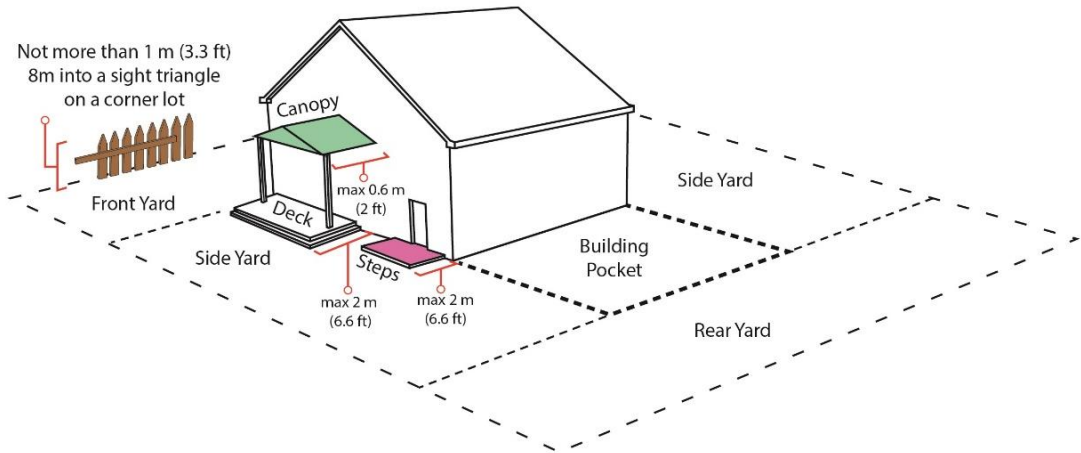 Not more than 1 m (3.3 ft)
8m into a sight triangle
on a corner lot
Canopy
max 0.6 m
(2 ft)
Front Yard
Deck
Side Yard
Steps
max 2 m
(6.6 ft)
max 2 m
(6.6 ft)
Side Yard
Building
Pocket
Rear Yard